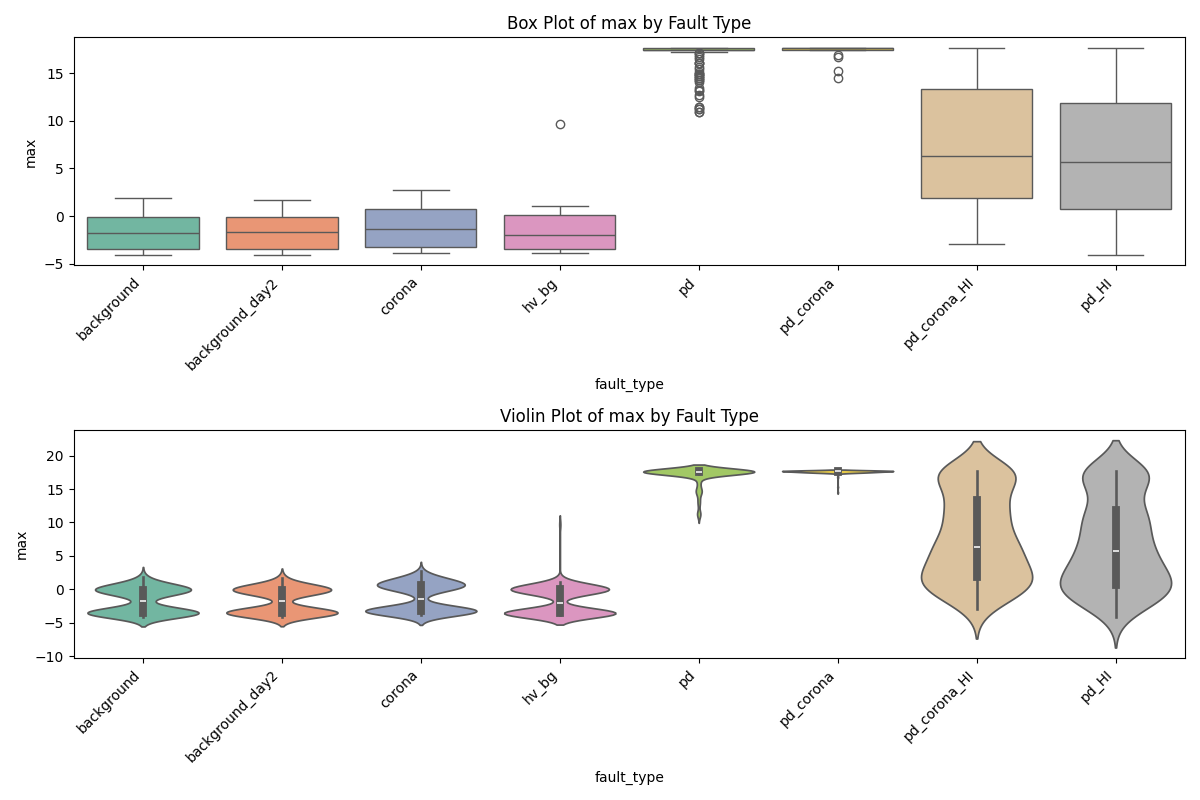 Box Plot of max by Fault Type
max
15
10
5
0
−5
background
background_day2
corona
hv_bg
pd
pd_corona
pd_corona_HI
pd_HI
fault_type
Violin Plot of max by Fault Type
max
20
15
10
5
0
−5
−10
background
background_day2
corona
hv_bg
pd
pd_corona
pd_corona_HI
pd_HI
fault_type